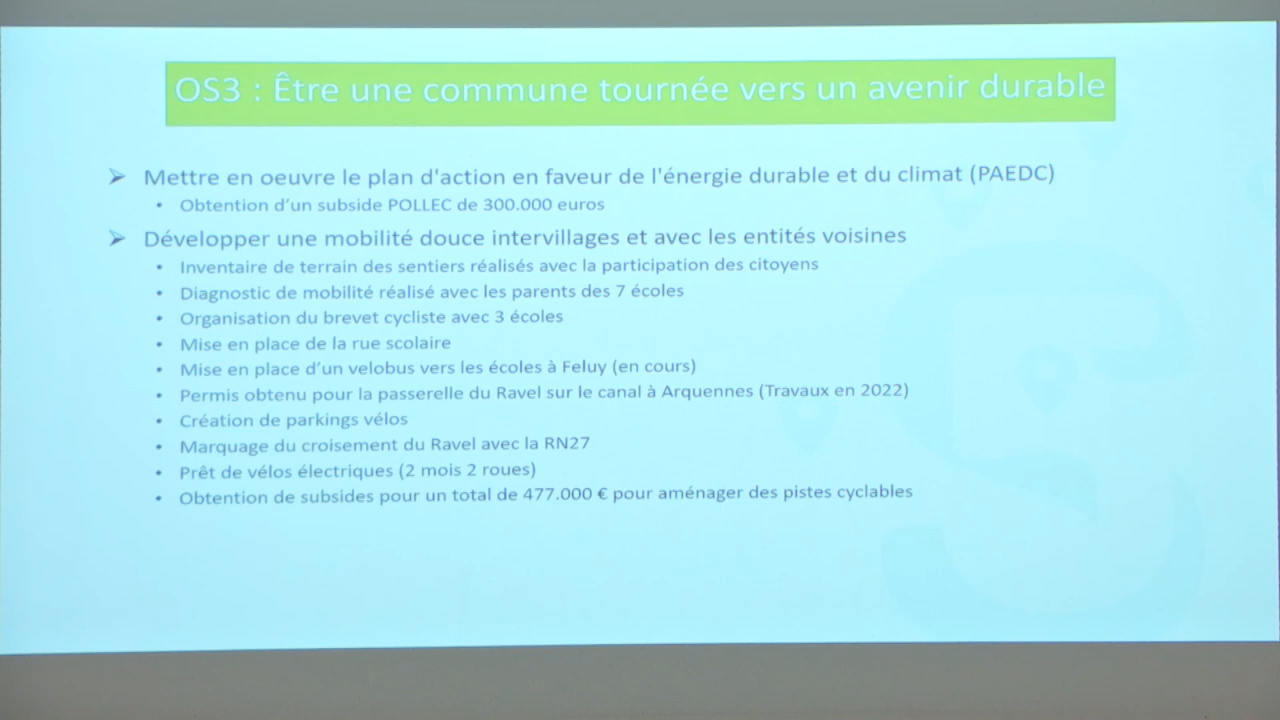 OS3 : Être une commune tournée vers un avenir durable
➢ Mettre en oeuvre le plan d'action en faveur de l'énergie durable et du climat (PAEDC)
• Obtention d'un subside POLLEC de 300.000 euros
➢ Développer une mobilité douce intervillages et avec les entités voisines
• Inventaire de terrain des sentiers réalisés avec la participation des citoyens
• Diagnostic de mobilité réalisé avec les parents des 7 écoles
• Organisation du brevet cycliste avec 3 écoles
• Mise en place de la rue scolaire
• Mise en place d'un velobus vers les écoles à Feluy (en cours)
• Permis obtenu pour la passerelle du Ravel sur le canal à Arquennes (Travaux en 2022)
• Création de parkings vélos
• Marquage du croisement du Ravel avec la RN27
• Prêt de vélos électriques (2 mois 2 roues)
• Obtention de subsides pour un total de 477.000 € pour aménager des pistes cyclables